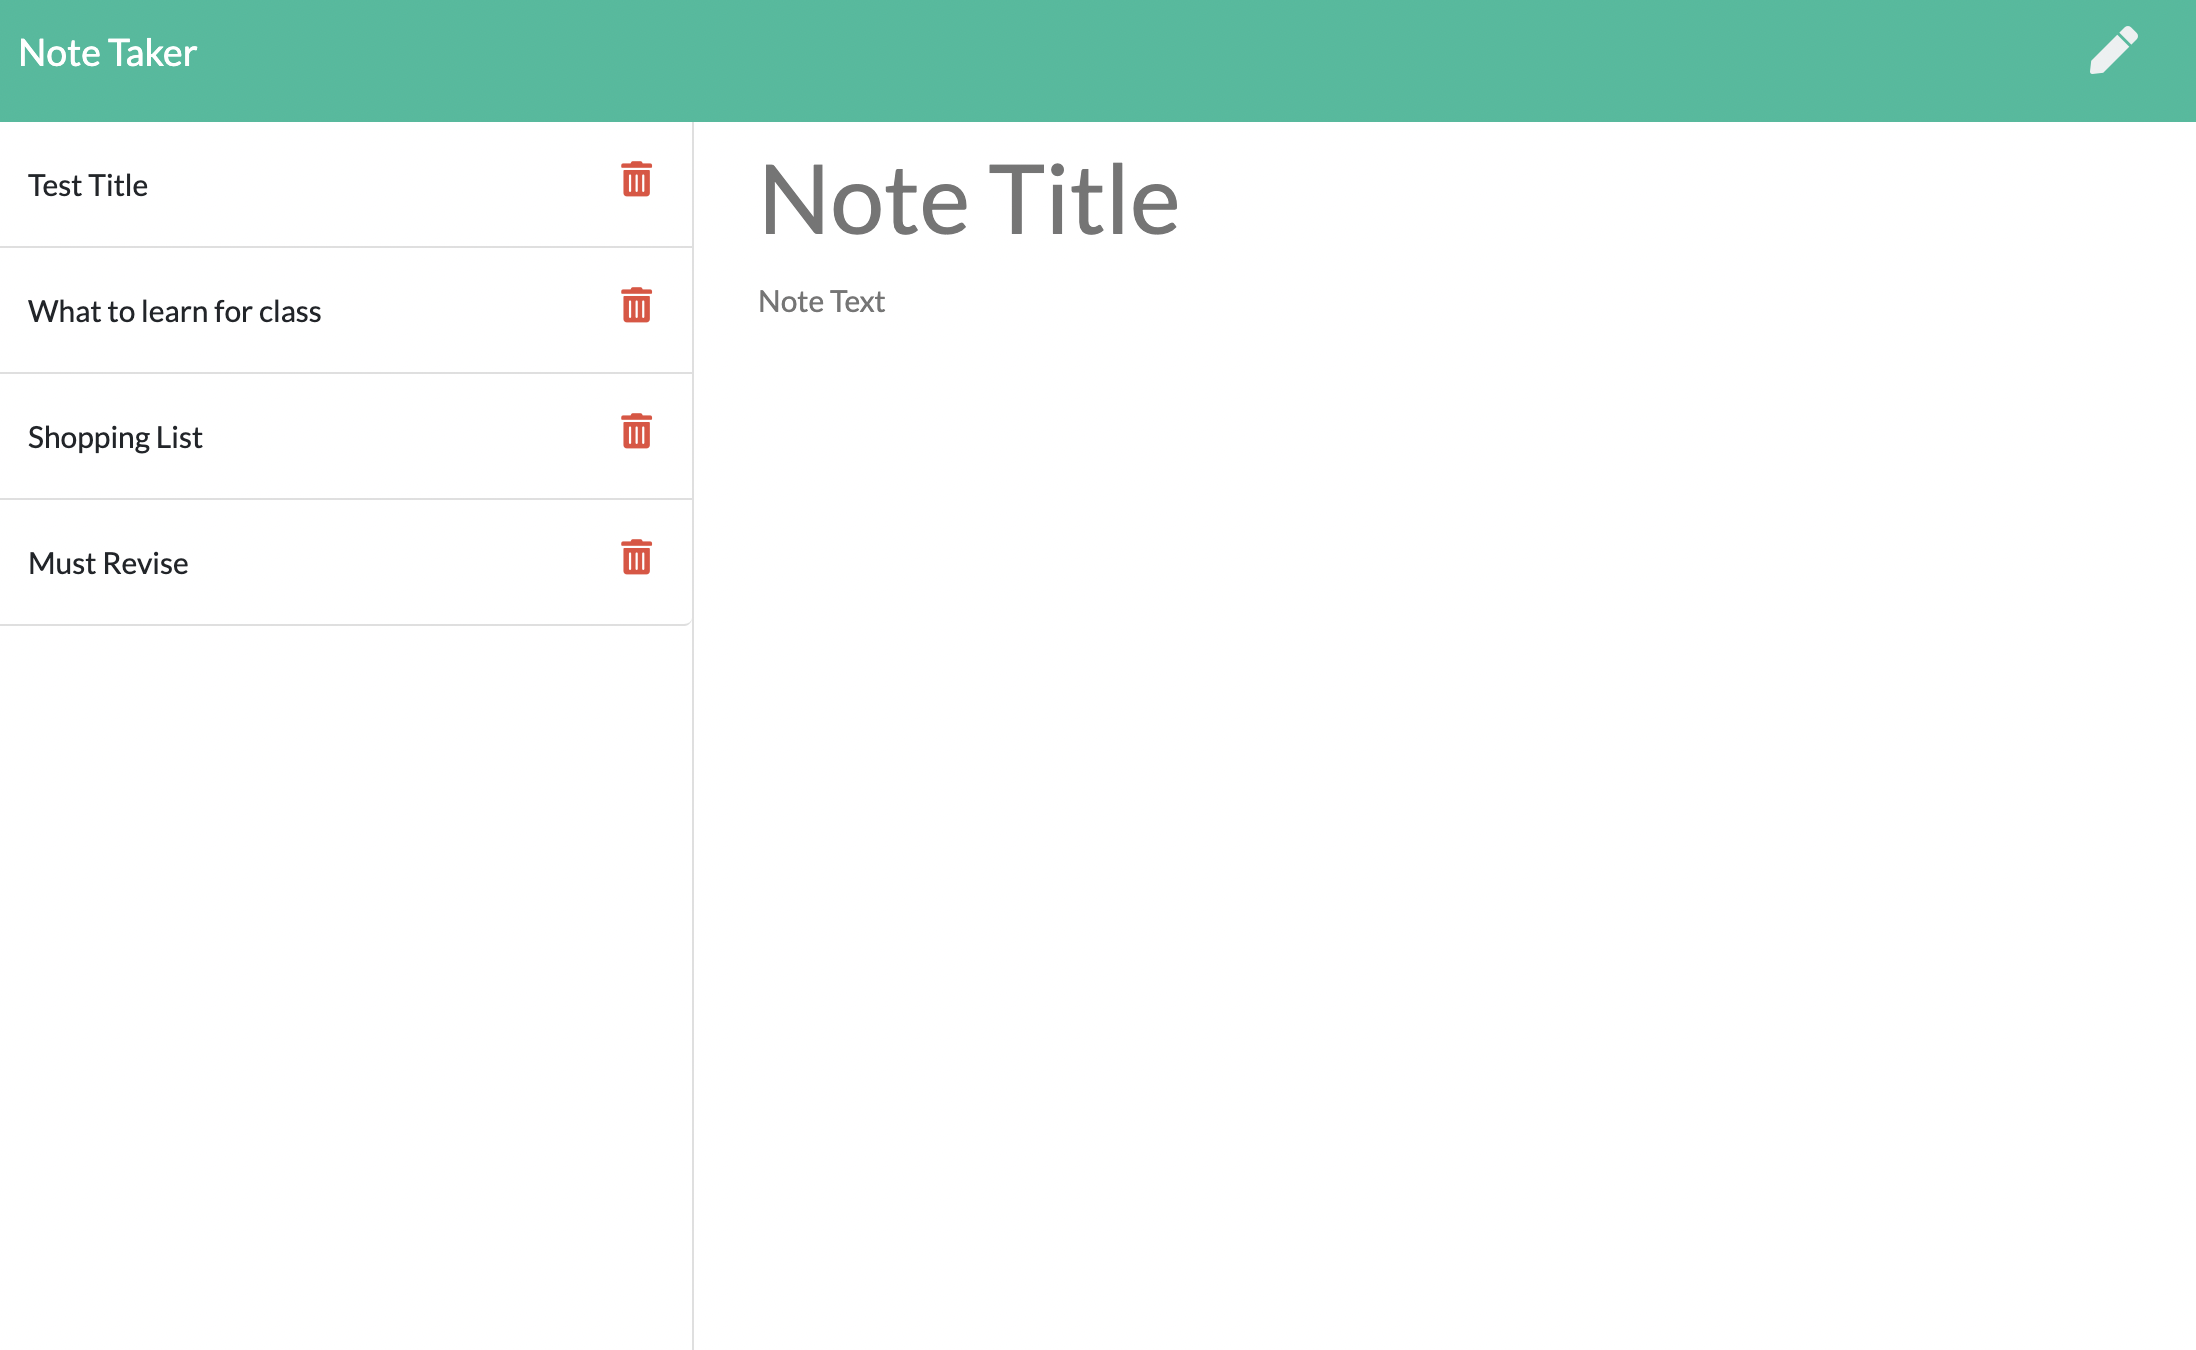 Note Taker
Test Title
What to learn for class
Shopping List
Must Revise
Note Title
Note Text